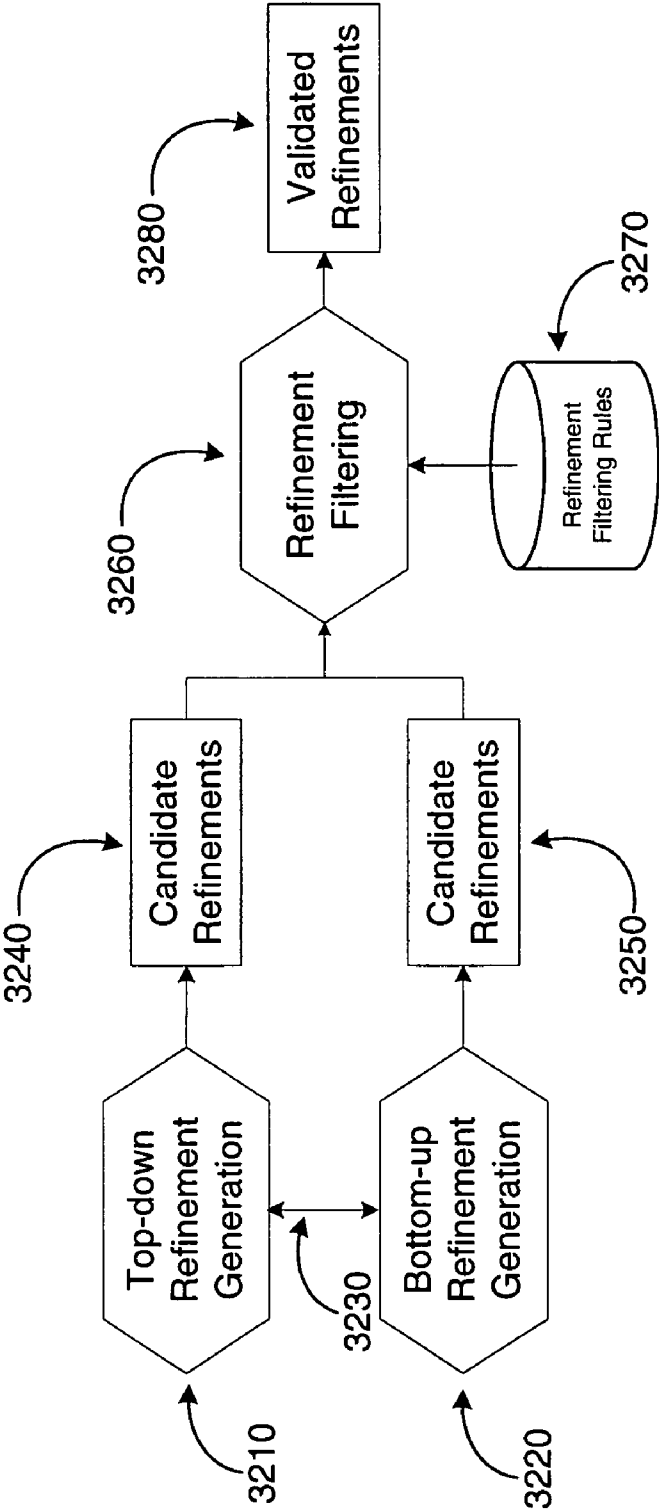 3210
Top-down
Refinement
Generation
3220
Bottom-up
Refinement
Generation
3230
3240
Candidate
Refinements
3250
Candidate
Refinements
3260
Refinement
Filtering
3270
Refinement
Filtering Rules
3280
Validated
Refinements